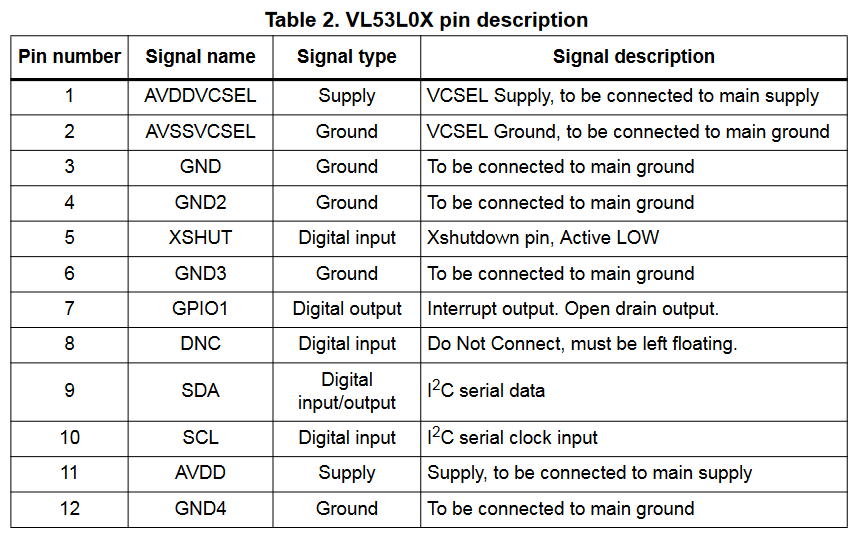 Table 2. VL53L0X pin description
Pin number Signal name Signal type Signal description
1 AVDDVCSEL Supply VCSEL Supply, to be connected to main supply
2 AVSSVCSEL Ground VCSEL Ground, to be connected to main ground
3 GND Ground To be connected to main ground
4 GND2 Ground To be connected to main ground
5 XSHUT Digital input Xshutdown pin, Active LOW
6 GND3 Ground To be connected to main ground
7 GPIO1 Digital output Interrupt output. Open drain output.
8 DNC Digital input Do Not Connect, must be left floating.
9 SDA Digital input/output I²C serial data
10 SCL Digital input I²C serial clock input
11 AVDD Supply Supply, to be connected to main supply
12 GND4 Ground To be connected to main ground